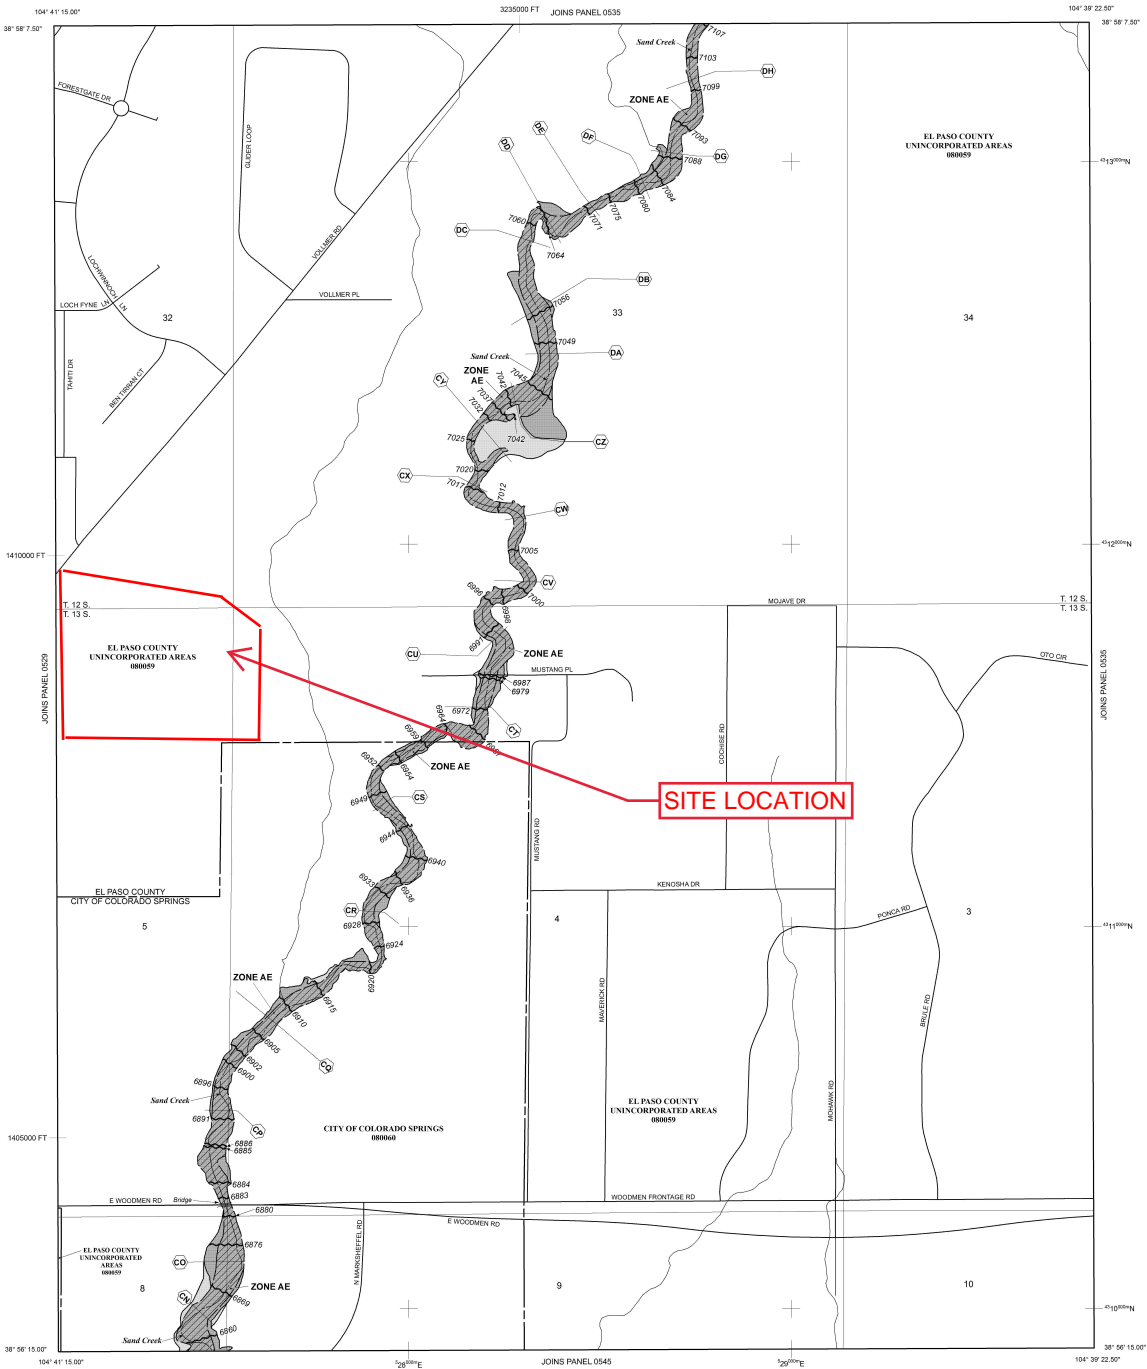 104° 41' 15.00"
3235000 FT
JOINS PANEL 0535
104° 39' 22.50"
38° 58' 7.50"
38° 58' 7.50"
7107
Sand Creek
7103
DH
7099
ZONE AE
7093
FORESTGATE DR
GLIDER LOOP
DD
DE
DF
DG
7088
EL PASO COUNTY
UNINCORPORATED AREAS
080059
4313000mN
7084
7080
7075
7071
7060
DC
7064
VOLLMER RD
LOCHWINNOCH LN
LOCH FYNE LN
VOLLMER PL
DB
7056
32
33
34
7049
DA
Sand Creek
7045
ZONE
AE
7042
CY
7037
7032
TAHITI DR
BEN TIRRAN CT
7025
7042
CZ
7020
CX
7017
7012
CW
1410000 FT
7005
4312000mN
CV
7000
6996
6998
MOJAVE DR
T. 12 S.
T. 13 S.
T. 12 S.
T. 13 S.
EL PASO COUNTY
UNINCORPORATED AREAS
080059
6991
CU
ZONE AE
MUSTANG PL
6987
6979
OTO CIR
JOINS PANEL 0529
JOINS PANEL 0535
6972
6964
CT
6959
COCHISE RD
6952
6954
ZONE AE
6949
CS
SITE LOCATION
6944
MUSTANG RD
6940
6933
6936
KENOSHA DR
EL PASO COUNTY
CITY OF COLORADO SPRINGS
CR
6928
5
4
3
PONCA RD
4311000mN
6924
6920
ZONE AE
6915
6910
MAVERICK RD
BRULE RD
6905
6902
6900
CQ
6896
Sand Creek
6891
CP
MOHAWK RD
EL PASO COUNTY
UNINCORPORATED AREAS
080059
CITY OF COLORADO SPRINGS
080060
1405000 FT
6886
6885
6884
6883
E WOODMEN RD
Bridge
WOODMEN FRONTAGE RD
6880
E WOODMEN RD
N MARKSHEFFEL RD
6876
EL PASO COUNTY
UNINCORPORATED
AREAS
080059
CO
8
ZONE AE
9
10
CN
6869
4310000mN
6860
Sand Creek
38° 56' 15.00"
38° 56' 15.00"
104° 41' 15.00"
528000mE
JOINS PANEL 0545
529000mE
104° 39' 22.50"